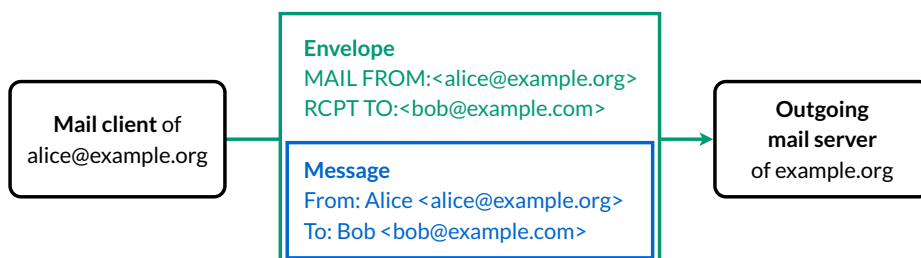 Mail client of
alice@example.org
Envelope
MAIL FROM:<alice@example.org>
RCPT TO:<bob@example.com>
Message
From: Alice <alice@example.org>
To: Bob <bob@example.com>
Outgoing
mail server
of example.org